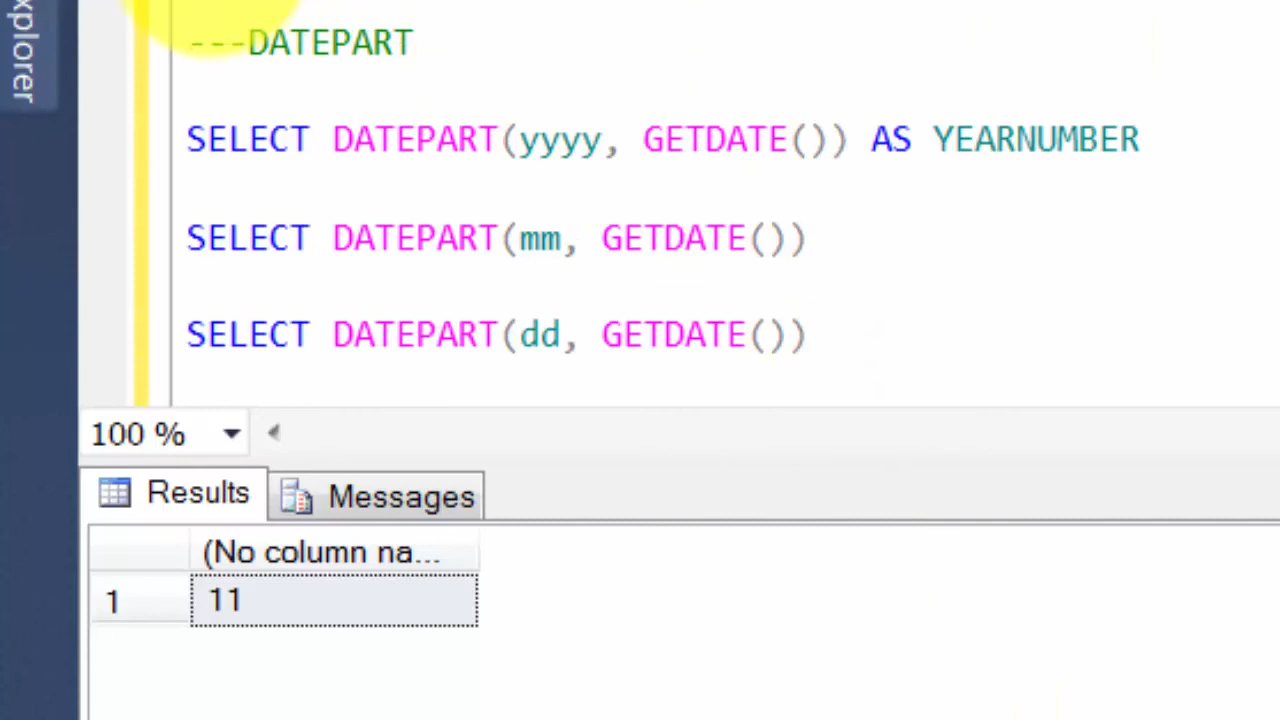 xplorer
---DATEPART
SELECT DATEPART(yyyy, GETDATE()) AS YEARNUMBER
SELECT DATEPART(mm, GETDATE())
SELECT DATEPART(dd, GETDATE())
100 %
Results Messages
(No column na...
1 11